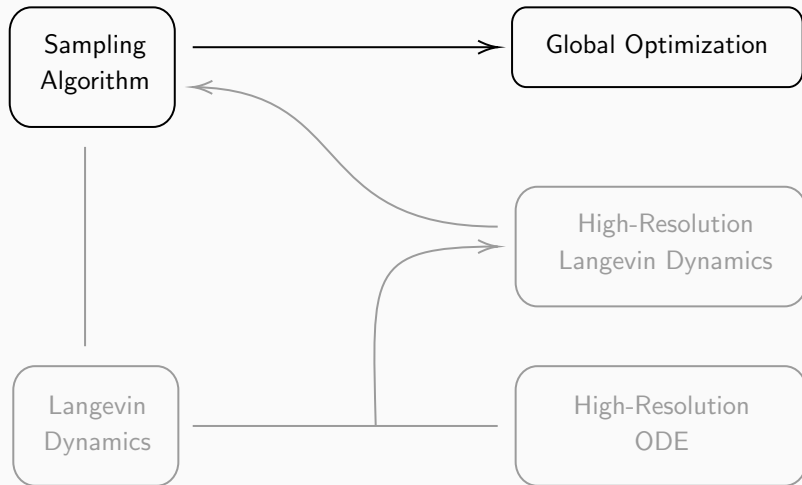 Sampling
Algorithm
Global Optimization
High-Resolution
Langevin Dynamics
Langevin
Dynamics
High-Resolution
ODE